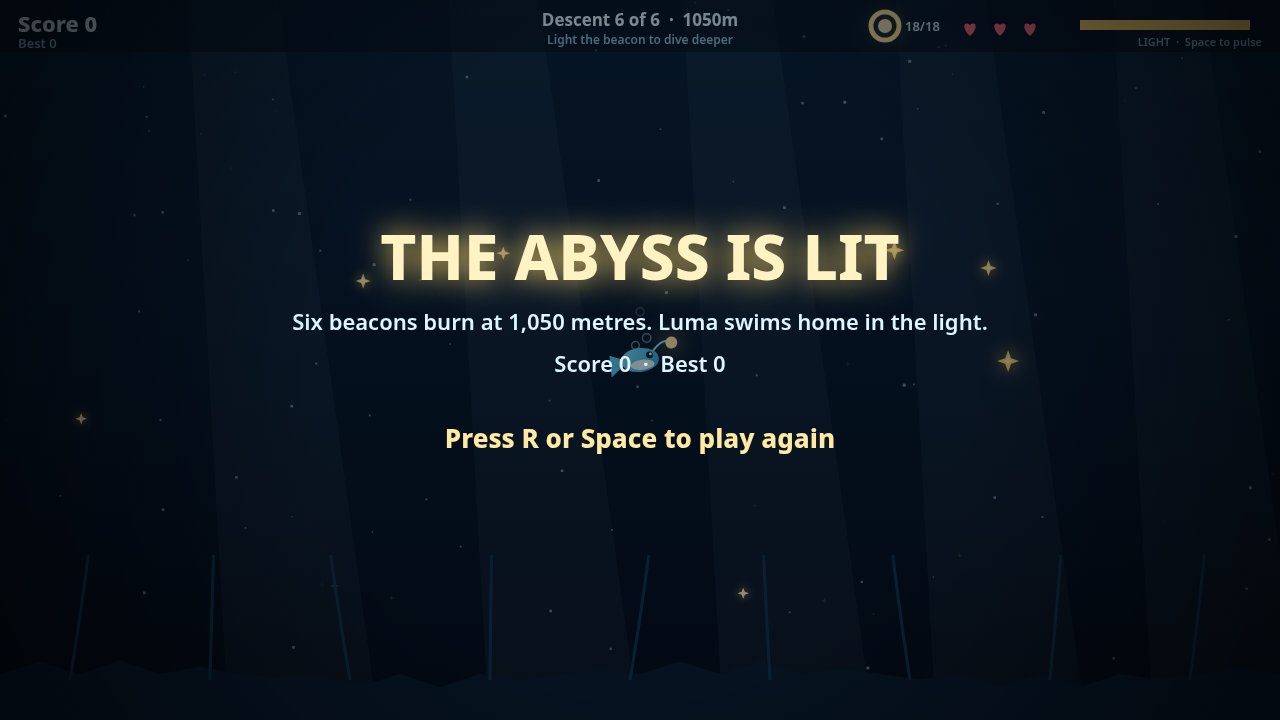 Score 0
Best 0
Descent 6 of 6 · 1050m
Light the beacon to dive deeper
18/18
LIGHT · Space to pulse
THE ABYSS IS LIT
Six beacons burn at 1,050 metres. Luma swims home in the light.
Score 0 · Best 0
Press R or Space to play again